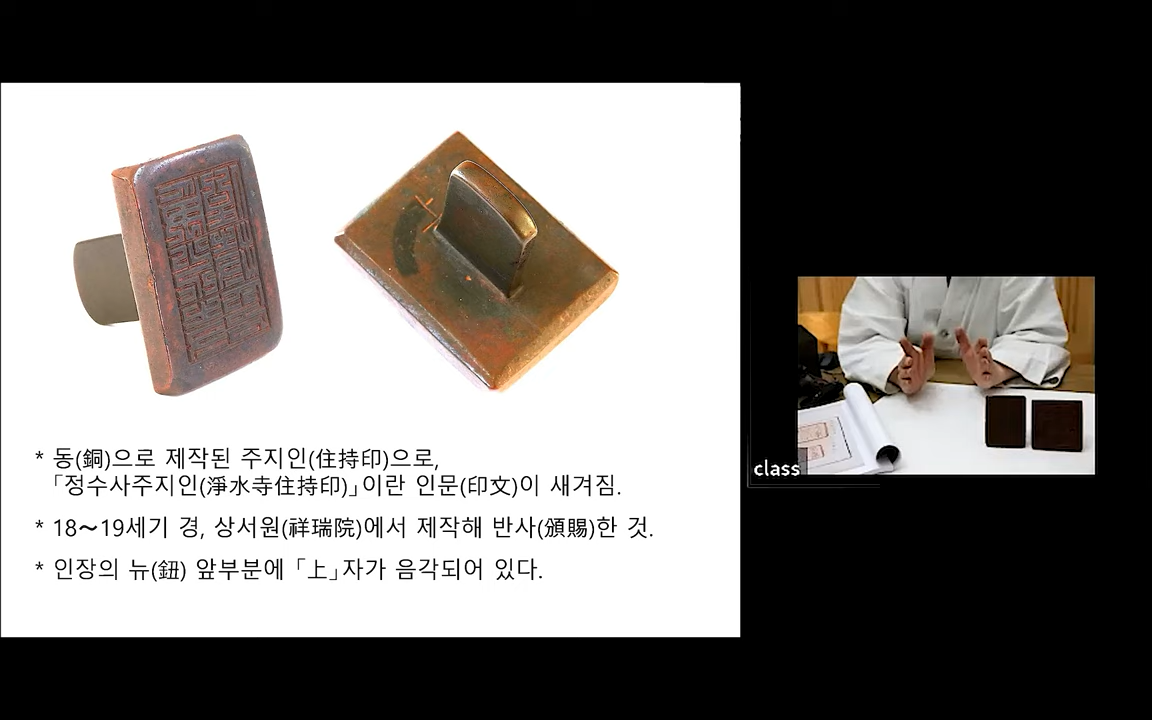 * 동(銅)으로 제작된 주지인(住持印)으로,
「정수사주지인(淨水寺住持印)」이란 인문(印文)이 새겨짐.
* 18～19세기 경, 상서원(祥瑞院)에서 제작해 반사(頒賜)한 것.
* 인장의 뉴(鈕) 앞부분에 「上」자가 음각되어 있다.
class